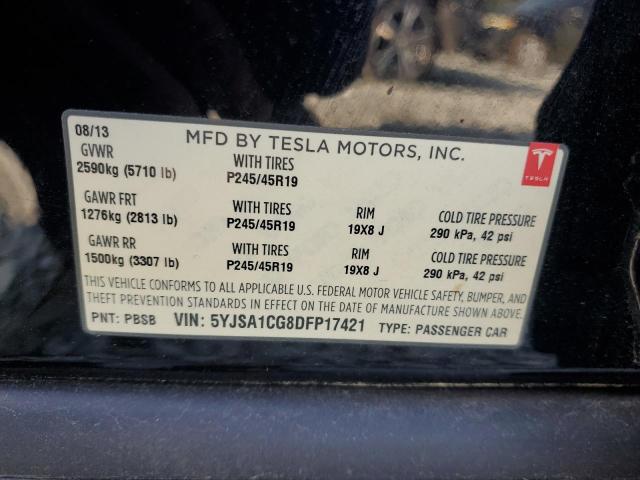 08/13
MFD BY TESLA MOTORS, INC.
GVWR
2590kg (5710 lb)
WITH TIRES
P245/45R19
TESLA
GAWR FRT
1276kg (2813 lb)
WITH TIRES
P245/45R19
RIM
19X8 J
COLD TIRE PRESSURE
290 kPa, 42 psi
GAWR RR
1500kg (3307 lb)
WITH TIRES
P245/45R19
RIM
19X8 J
COLD TIRE PRESSURE
290 kPa, 42 psi
THIS VEHICLE CONFORMS TO ALL APPLICABLE U.S. FEDERAL MOTOR VEHICLE SAFETY, BUMPER, AND
THEFT PREVENTION STANDARDS IN EFFECT ON THE DATE OF MANUFACTURE SHOWN ABOVE.
PNT: PBSB VIN: 5YJSA1CG8DFP17421 TYPE: PASSENGER CAR